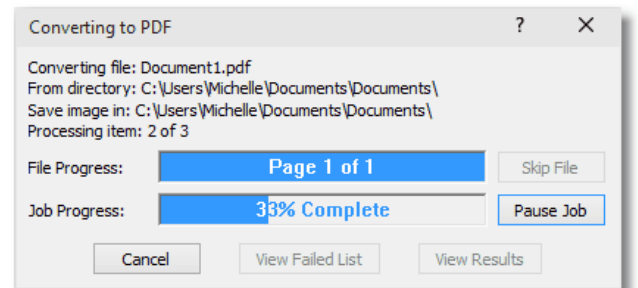 Converting to PDF ? X
Converting file: Document1.pdf
From directory: C:\Users\Michelle\Documents\Documents\
Save image in: C:\Users\Michelle\Documents\Documents\
Processing item: 2 of 3
File Progress: Page 1 of 1 Skip File
Job Progress: 33% Complete Pause Job
Cancel View Failed List View Results